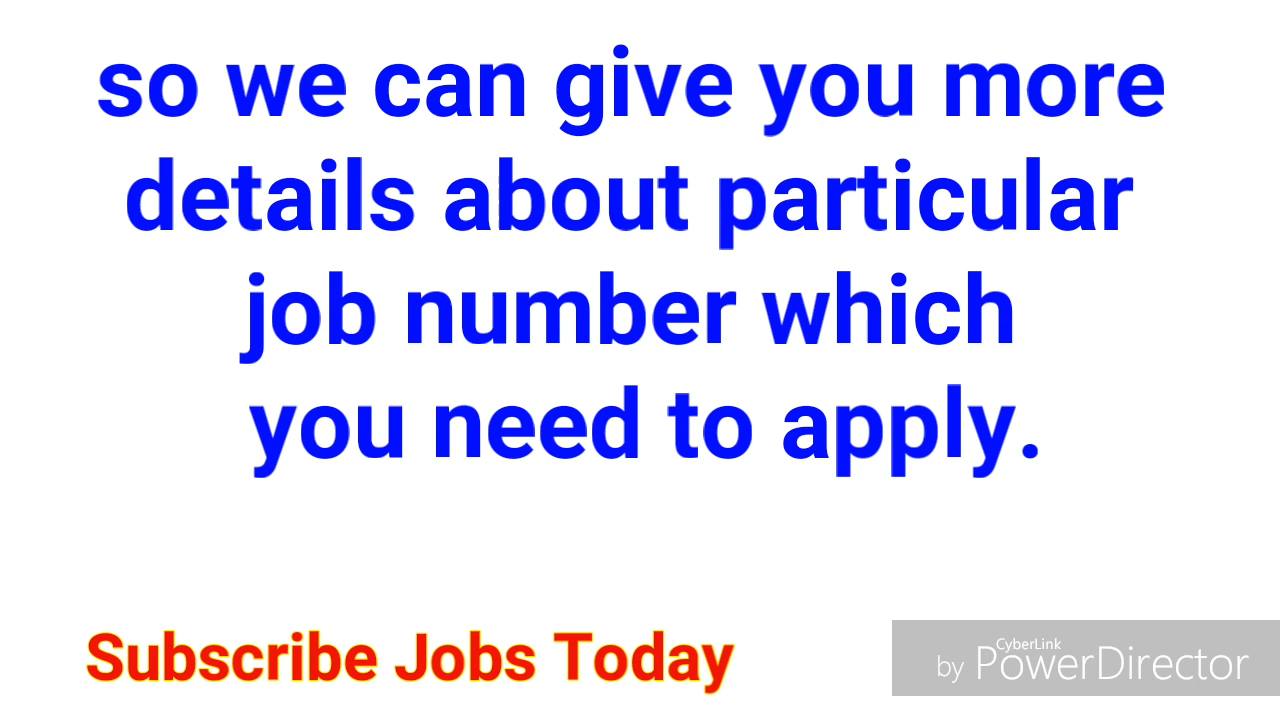 so we can give you more
details about particular
job number which
you need to apply.
Subscribe Jobs Today
CyberLink
by PowerDirector